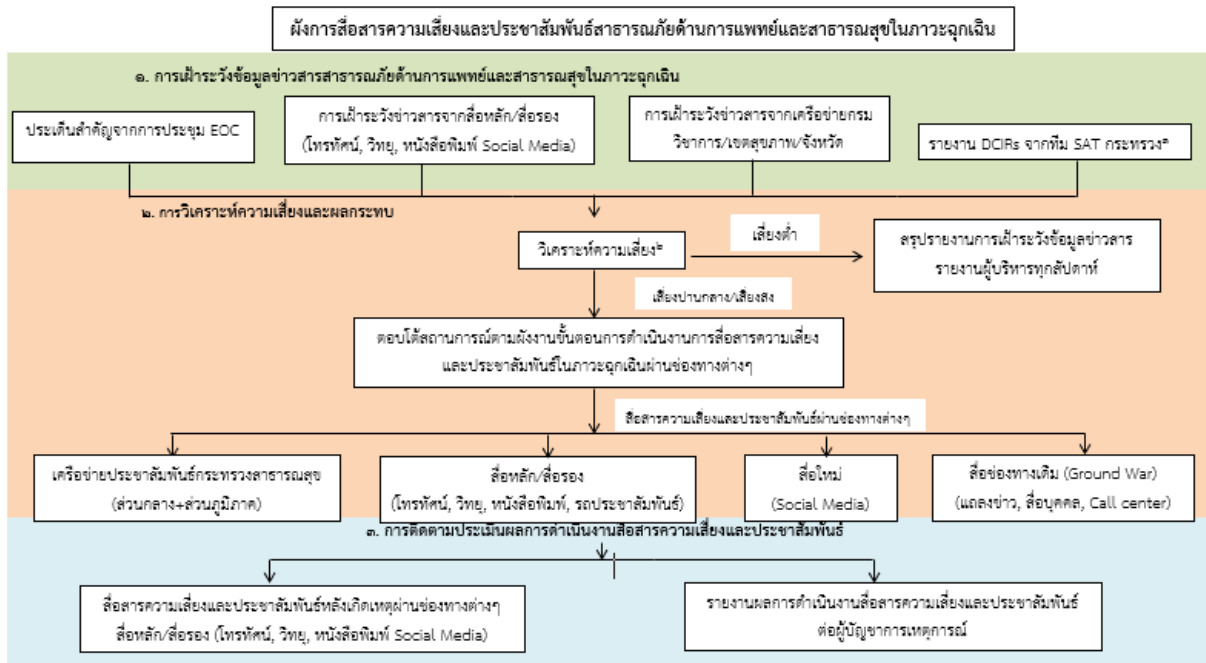 ผังการสื่อสารความเสี่ยงและประชาสัมพันธ์สาธารณภัยด้านการแพทย์และสาธารณสุขในภาวะฉุกเฉิน
๑. การเฝ้าระวังข้อมูลข่าวสารสาธารณภัยด้านการแพทย์และสาธารณสุขในภาวะฉุกเฉิน
ประเด็นสำคัญจากการประชุม EOC
การเฝ้าระวังข่าวสารจากสื่อหลัก/สื่อรอง
(โทรทัศน์, วิทยุ, หนังสือพิมพ์ Social Media)
การเฝ้าระวังข่าวสารจากเครือข่ายกรม
วิชาการ/เขตสุขภาพ/จังหวัด
รายงาน DCIRs จากทีม SAT กระทรวง๑
๒. การวิเคราะห์ความเสี่ยงและผลกระทบ
วิเคราะห์ความเสี่ยง๒
เสี่ยงต่ำ
สรุปรายงานการเฝ้าระวังข้อมูลข่าวสาร
รายงานผู้บริหารทุกสัปดาห์
เสี่ยงปานกลาง/เสี่ยงสูง
ตอบโต้สถานการณ์ตามผังงานขั้นตอนการดำเนินงานการสื่อสารความเสี่ยง
และประชาสัมพันธ์ในภาวะฉุกเฉินผ่านช่องทางต่างๆ
สื่อสารความเสี่ยงและประชาสัมพันธ์ผ่านช่องทางต่างๆ
เครือข่ายประชาสัมพันธ์กระทรวงสาธารณสุข
(ส่วนกลาง+ส่วนภูมิภาค)
สื่อหลัก/สื่อรอง
(โทรทัศน์, วิทยุ, หนังสือพิมพ์, รถประชาสัมพันธ์)
สื่อใหม่
(Social Media)
สื่อช่องทางเดิม (Ground War)
(แถลงข่าว, สื่อบุคคล, Call center)
๓. การติดตามประเมินผลการดำเนินงานสื่อสารความเสี่ยงและประชาสัมพันธ์
สื่อสารความเสี่ยงและประชาสัมพันธ์หลังเกิดเหตุผ่านช่องทางต่างๆ
สื่อหลัก/สื่อรอง (โทรทัศน์, วิทยุ, หนังสือพิมพ์ Social Media)
รายงานผลการดำเนินงานสื่อสารความเสี่ยงและประชาสัมพันธ์
ต่อผู้บัญชาการเหตุการณ์